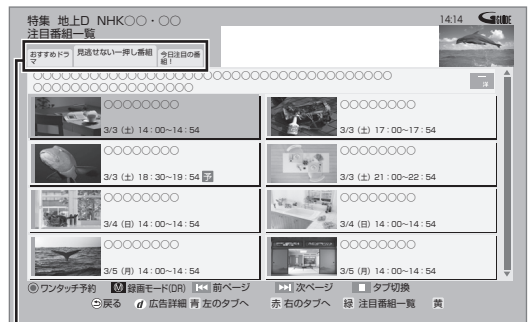 特集 地上D NHK○○・○○
14:14 GGUIDE
注目番組一覧
おすすめドラマ
見逃せない一押し番組
今日注目の番組！
○○○○○○○○○○○○○○○○○○○○○○○○○○○○○○○○○○○
○○○○○○○○○○○○○○○○○
洋
○○○○○○○○
3/3 (土) 14：00~14：54
○○○○○○○○
3/3 (土) 17：00~17：54
○○○○○○○○
3/3 (土) 18：30~19：54 予
○○○○○○○○
3/3 (土) 21：00~22：54
○○○○○○○○
3/4 (日) 14：00~14：54
○○○○○○○○
3/4 (日) 14：00~14：54
○○○○○○○○
3/5 (月) 14：00~14：54
○○○○○○○○
3/5 (月) 14：00~14：54
ワンタッチ予約 M 録画モード(DR) 前ページ 次ページ タブ切換
戻る d 広告詳細 青 左のタブへ 赤 右のタブへ 緑 注目番組一覧 黄